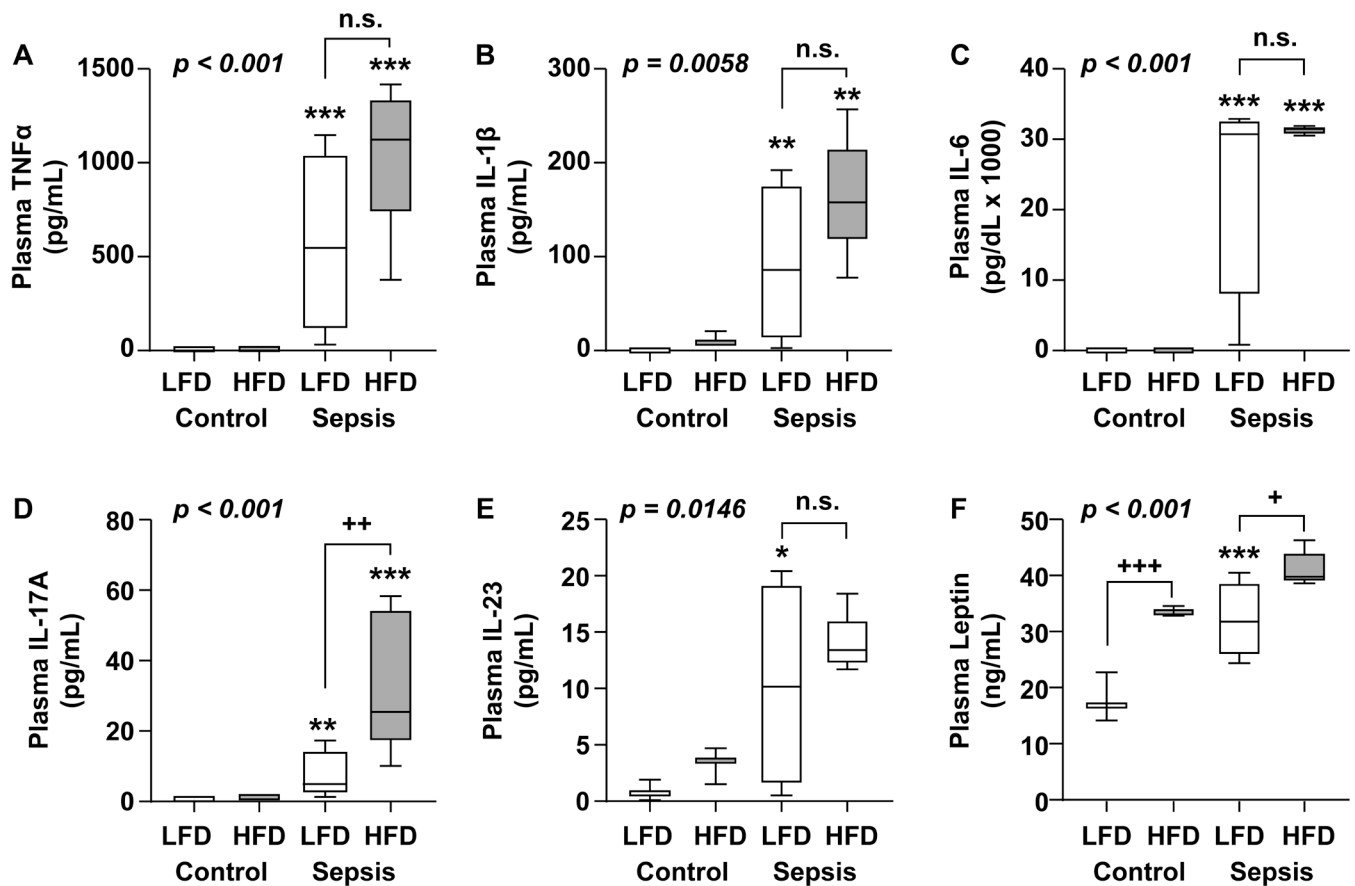 A
p < 0.001
n.s.
***
***
Plasma TNFα
(pg/mL)
1500
1000
500
0
LFD HFD LFD HFD
Control Sepsis
B
p = 0.0058
n.s.
**
**
Plasma IL-1β
(pg/mL)
300
200
100
0
LFD HFD LFD HFD
Control Sepsis
C
p < 0.001
n.s.
***
***
Plasma IL-6
(pg/dL x 1000)
40
30
20
10
0
LFD HFD LFD HFD
Control Sepsis
D
p < 0.001
++
***
**
Plasma IL-17A
(pg/mL)
80
60
40
20
0
LFD HFD LFD HFD
Control Sepsis
E
p = 0.0146
n.s.
*
Plasma IL-23
(pg/mL)
25
20
15
10
5
0
LFD HFD LFD HFD
Control Sepsis
F
p < 0.001
+
+++
***
Plasma Leptin
(ng/mL)
50
40
30
20
10
0
LFD HFD LFD HFD
Control Sepsis